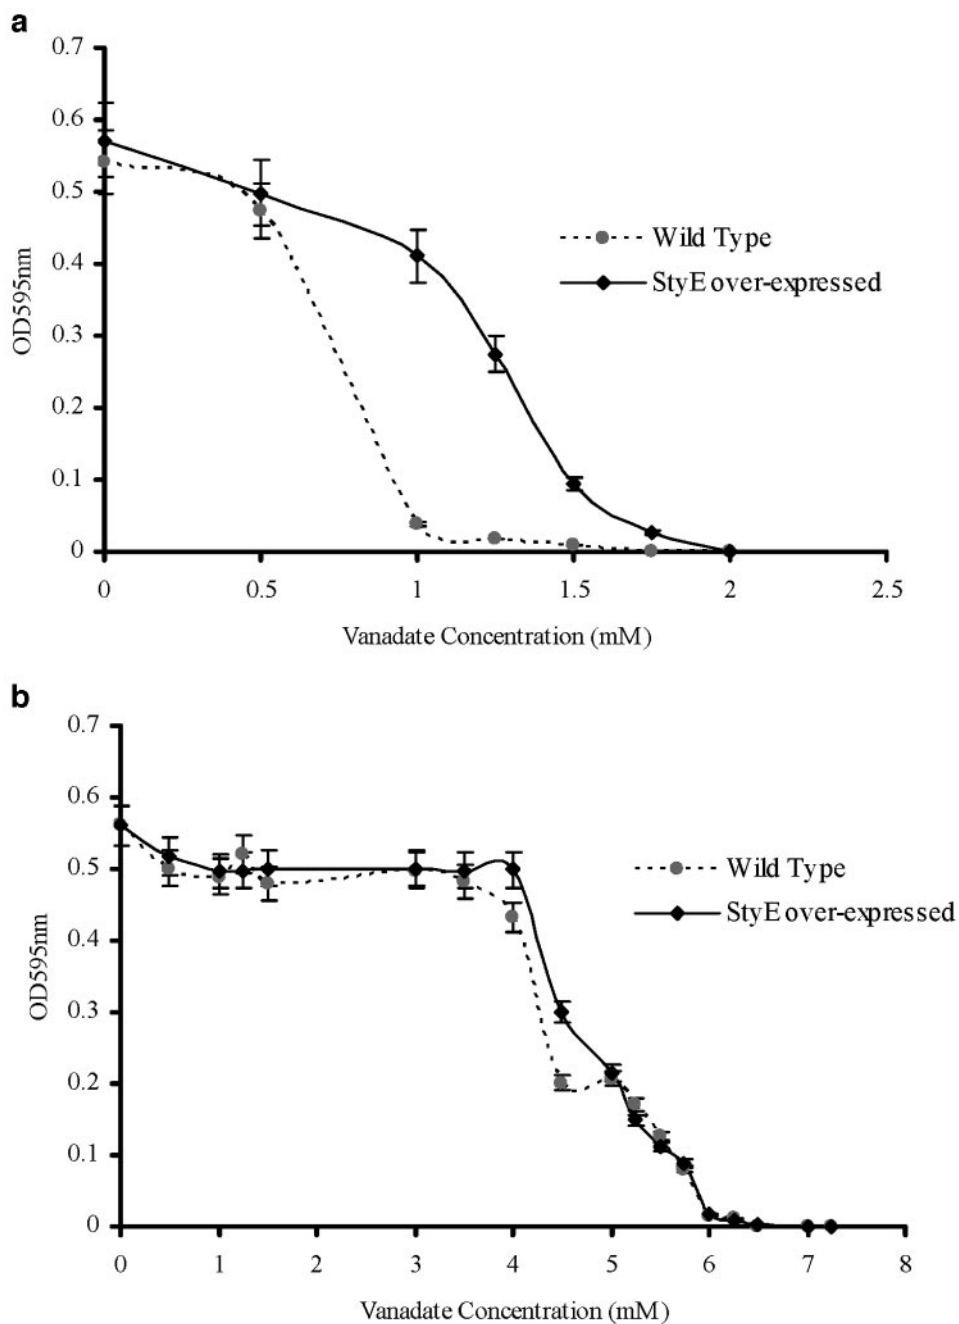 a
0.7
0.6
0.5
0.4
0.3
0.2
0.1
0
OD595nm
Wild Type
StyE over-expressed
0 0.5 1 1.5 2 2.5
Vanadate Concentration (mM)
b
0.7
0.6
0.5
0.4
0.3
0.2
0.1
0
OD595nm
Wild Type
StyE over-expressed
0 1 2 3 4 5 6 7 8
Vanadate Concentration (mM)